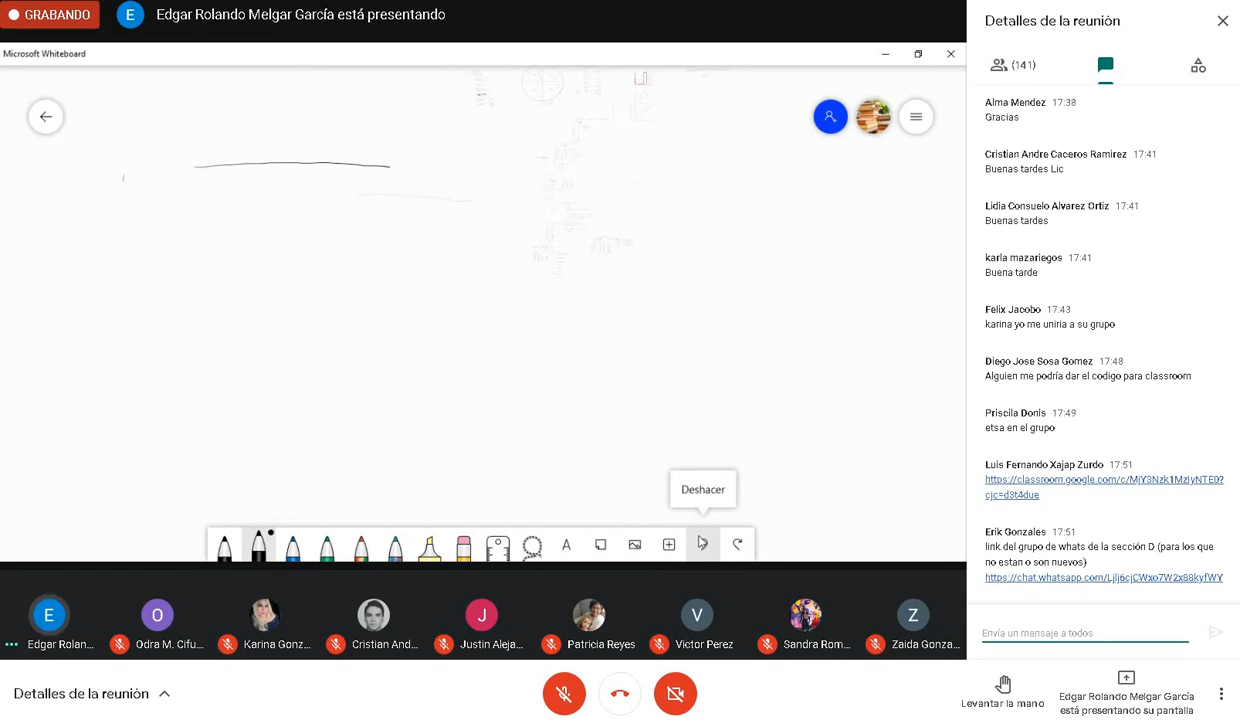 GRABANDO
E
Edgar Rolando Melgar García está presentando
Microsoft Whiteboard
Deshacer
A
E
Edgar Rolan...
O
Odra M. Cifu...
Karina Gonz...
Cristian And...
J
Justin Aleja...
Patricia Reyes
V
Victor Perez
Sandra Rom...
Z
Zaida Gonza...
Detalles de la reunión
Detalles de la reunión
(141)
Alma Mendez 17:38
Gracias
Cristian Andre Caceros Ramirez 17:41
Buenas tardes Lic
Lidia Consuelo Alvarez Ortiz 17:41
Buenas tardes
karla mazariegos 17:41
Buena tarde
Felix Jacobo 17:43
karina yo me uniria a su grupo
Diego Jose Sosa Gomez 17:48
Alguien me podría dar el codigo para classroom
Priscila Donis 17:49
etsa en el grupo
Luis Fernando Xajap Zurdo 17:51
https://classroom.google.com/c/MjY3Nzk1MzIyNTE0?
cjc=d3t4due
Erik Gonzales 17:51
link del grupo de whats de la sección D (para los que
no estan o son nuevos)
https://chat.whatsapp.com/Ljlj6cjCWxo7W2x88kyfWY
Envía un mensaje a todos
Levantar la mano
Edgar Rolando Melgar García
está presentando su pantalla